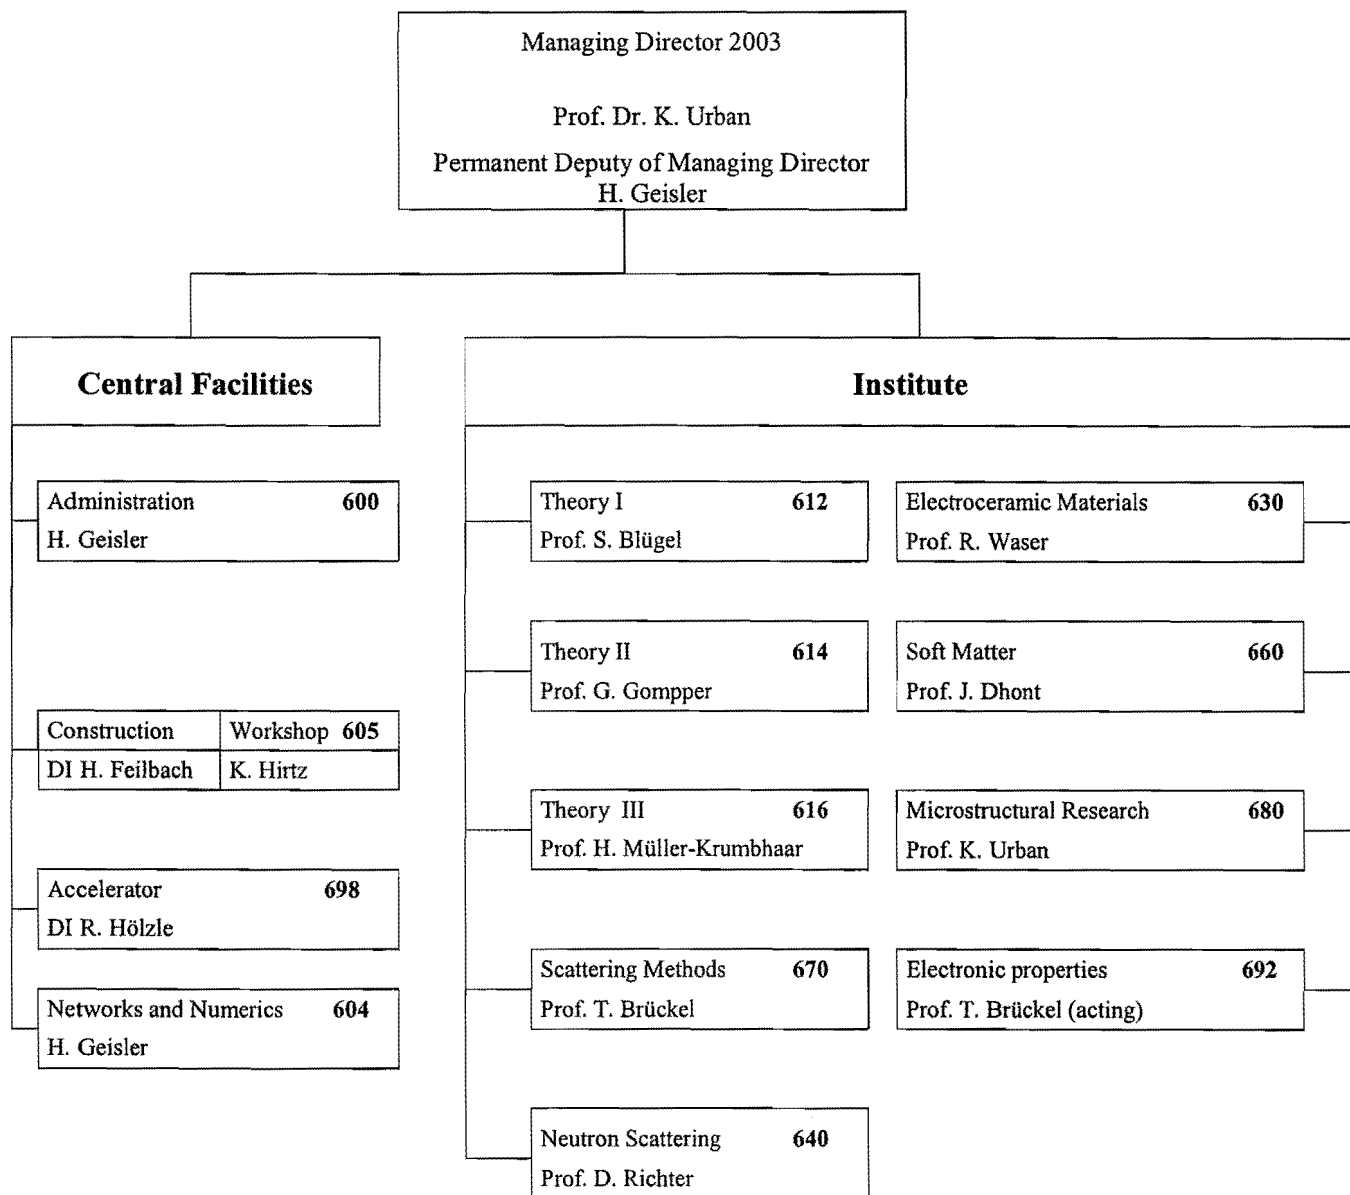 Managing Director 2003
Prof. Dr. K. Urban
Permanent Deputy of Managing Director
H. Geisler
Central Facilities
Administration 600
H. Geisler
Construction Workshop 605
DI H. Feilbach K. Hirtz
Accelerator 698
DI R. Hölzle
Networks and Numerics 604
H. Geisler
Institute
Theory I 612
Prof. S. Blügel
Theory II 614
Prof. G. Gompper
Theory III 616
Prof. H. Müller-Krumbhaar
Scattering Methods 670
Prof. T. Brückel
Neutron Scattering 640
Prof. D. Richter
Electroceramic Materials 630
Prof. R. Waser
Soft Matter 660
Prof. J. Dhont
Microstructural Research 680
Prof. K. Urban
Electronic properties 692
Prof. T. Brückel (acting)